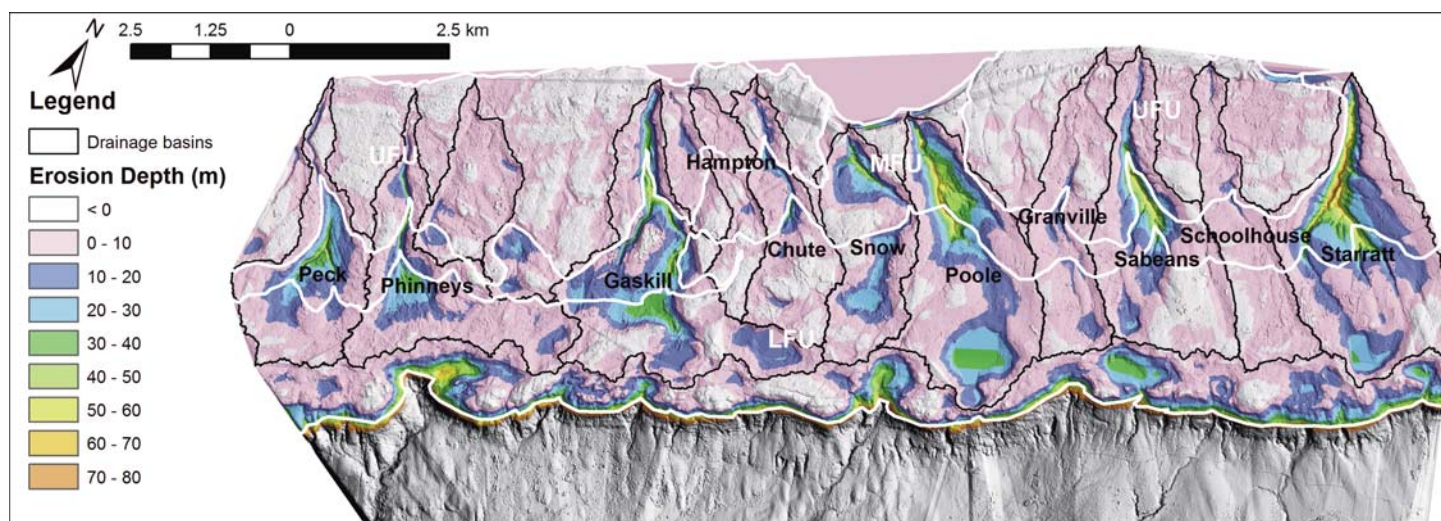 N
2.5 1.25 0 2.5 km
Legend
Drainage basins
Erosion Depth (m)
< 0
0 - 10
10 - 20
20 - 30
30 - 40
40 - 50
50 - 60
60 - 70
70 - 80
UFU
UFU
Hampton
MFU
Granville
Chute
Snow
Schoolhouse
Peck
Phinneys
Gaskill
Poole
Sabeans
Starratt
LFU